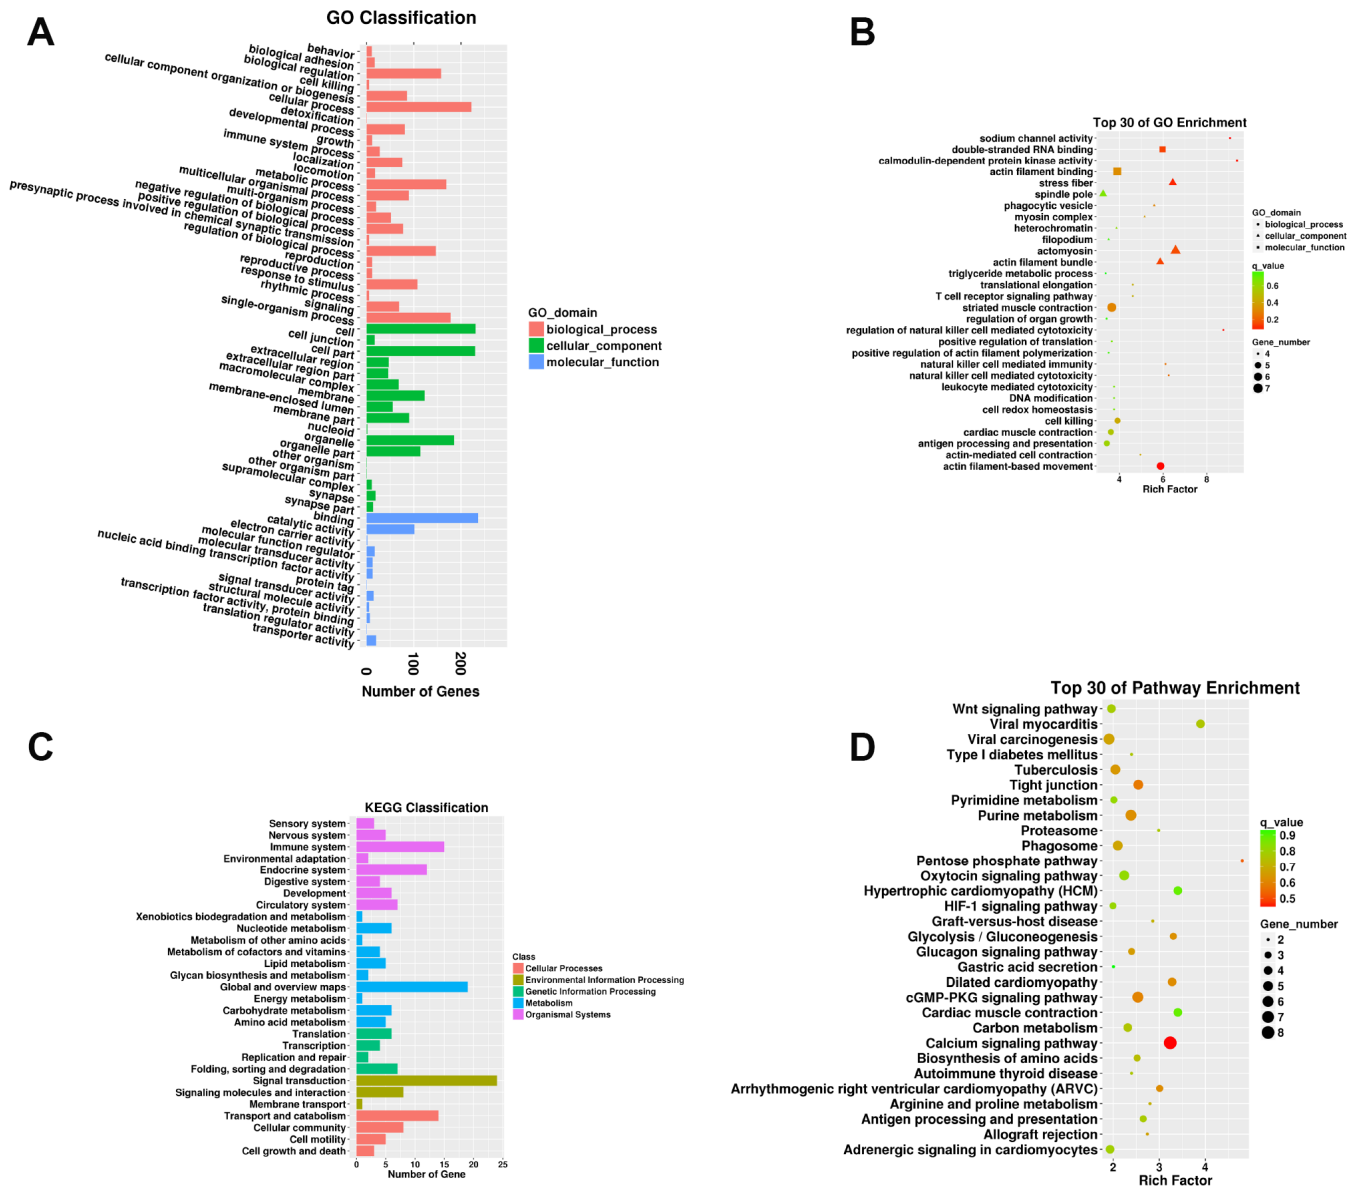 A
GO Classification
behavior
biological adhesion
biological regulation
cell killing
cellular component organization or biogenesis
cellular process
detoxification
developmental process
growth
immune system process
localization
locomotion
metabolic process
multicellular organismal process
multi-organism process
negative regulation of biological process
positive regulation of biological process
presynaptic process involved in chemical synaptic transmission
regulation of biological process
reproduction
reproductive process
response to stimulus
rhythmic process
signaling
single-organism process
cell
cell junction
cell part
extracellular region
extracellular region part
macromolecular complex
membrane
membrane-enclosed lumen
membrane part
nucleoid
organelle
organelle part
other organism
other organism part
supramolecular complex
synapse
synapse part
binding
catalytic activity
electron carrier activity
molecular function regulator
molecular transducer activity
nucleic acid binding transcription factor activity
protein tag
signal transducer activity
structural molecule activity
transcription factor activity, protein binding
translation regulator activity
transporter activity
0
100
200
Number of Genes
GO_domain
biological_process
cellular_component
molecular_function
B
Top 30 of GO Enrichment
sodium channel activity
double-stranded RNA binding
calmodulin-dependent protein kinase activity
actin filament binding
stress fiber
spindle pole
phagocytic vesicle
myosin complex
heterochromatin
filopodium
actomyosin
actin filament bundle
triglyceride metabolic process
translational elongation
T cell receptor signaling pathway
striated muscle contraction
regulation of organ growth
regulation of natural killer cell mediated cytotoxicity
positive regulation of translation
positive regulation of actin filament polymerization
natural killer cell mediated immunity
natural killer cell mediated cytotoxicity
leukocyte mediated cytotoxicity
DNA modification
cell redox homeostasis
cell killing
cardiac muscle contraction
antigen processing and presentation
actin-mediated cell contraction
actin filament-based movement
4 6 8
Rich Factor
GO_domain
biological_process
cellular_component
molecular_function
q_value
0.6
0.4
0.2
Gene_number
4
5
6
7
C
KEGG Classification
Sensory system
Nervous system
Immune system
Environmental adaptation
Endocrine system
Digestive system
Development
Circulatory system
Xenobiotics biodegradation and metabolism
Nucleotide metabolism
Metabolism of other amino acids
Metabolism of cofactors and vitamins
Lipid metabolism
Glycan biosynthesis and metabolism
Global and overview maps
Energy metabolism
Carbohydrate metabolism
Amino acid metabolism
Translation
Transcription
Replication and repair
Folding, sorting and degradation
Signal transduction
Signaling molecules and interaction
Membrane transport
Transport and catabolism
Cellular community
Cell motility
Cell growth and death
0 5 10 15 20 25
Number of Gene
Class
Cellular Processes
Environmental Information Processing
Genetic Information Processing
Metabolism
Organismal Systems
D
Top 30 of Pathway Enrichment
Wnt signaling pathway
Viral myocarditis
Viral carcinogenesis
Type I diabetes mellitus
Tuberculosis
Tight junction
Pyrimidine metabolism
Purine metabolism
Proteasome
Phagosome
Pentose phosphate pathway
Oxytocin signaling pathway
Hypertrophic cardiomyopathy (HCM)
HIF-1 signaling pathway
Graft-versus-host disease
Glycolysis / Gluconeogenesis
Glucagon signaling pathway
Gastric acid secretion
Dilated cardiomyopathy
cGMP-PKG signaling pathway
Cardiac muscle contraction
Carbon metabolism
Calcium signaling pathway
Biosynthesis of amino acids
Autoimmune thyroid disease
Arrhythmogenic right ventricular cardiomyopathy (ARVC)
Arginine and proline metabolism
Antigen processing and presentation
Allograft rejection
Adrenergic signaling in cardiomyocytes
2 3 4
Rich Factor
q_value
0.9
0.8
0.7
0.6
0.5
Gene_number
2
3
4
5
6
7
8